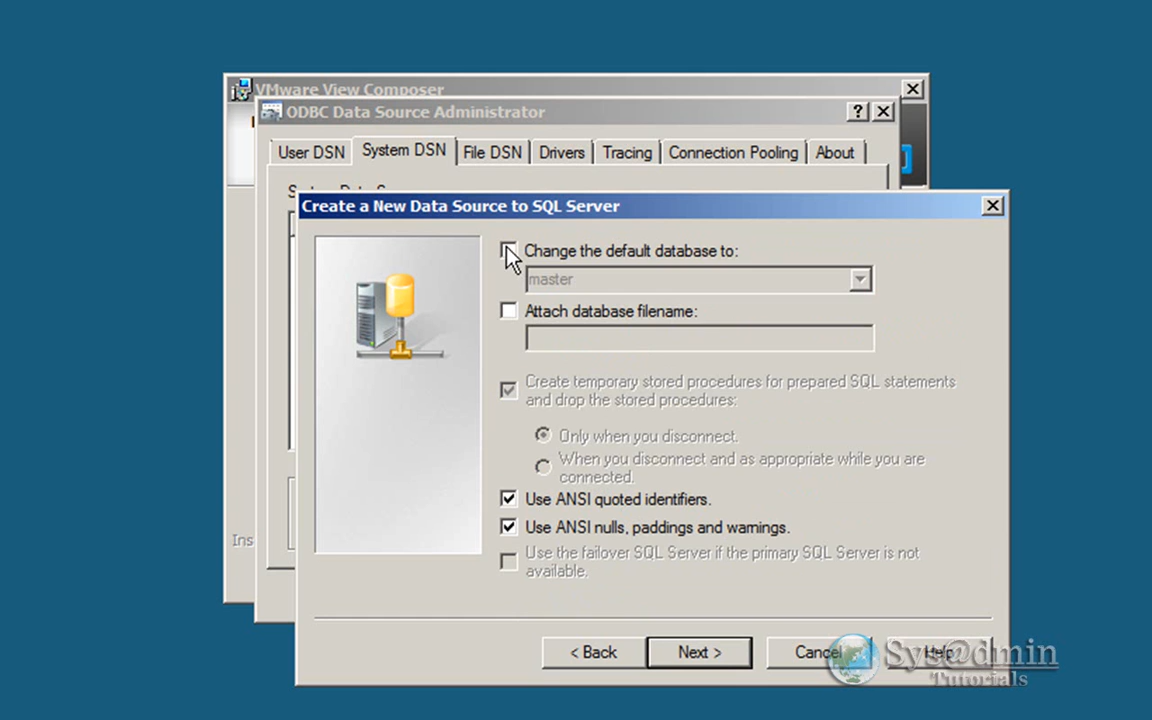 VMware View Composer
ODBC Data Source Administrator
User DSN
System DSN
File DSN
Drivers
Tracing
Connection Pooling
About
Create a New Data Source to SQL Server
Change the default database to:
master
Attach database filename:
Create temporary stored procedures for prepared SQL statements
and drop the stored procedures:
Only when you disconnect.
When you disconnect and as appropriate while you are
connected.
Use ANSI quoted identifiers.
Use ANSI nulls, paddings and warnings.
Use the failover SQL Server if the primary SQL Server is not
available.
Ins
< Back
Next >
Cancel
Help
Sys@dmin
Tutorials